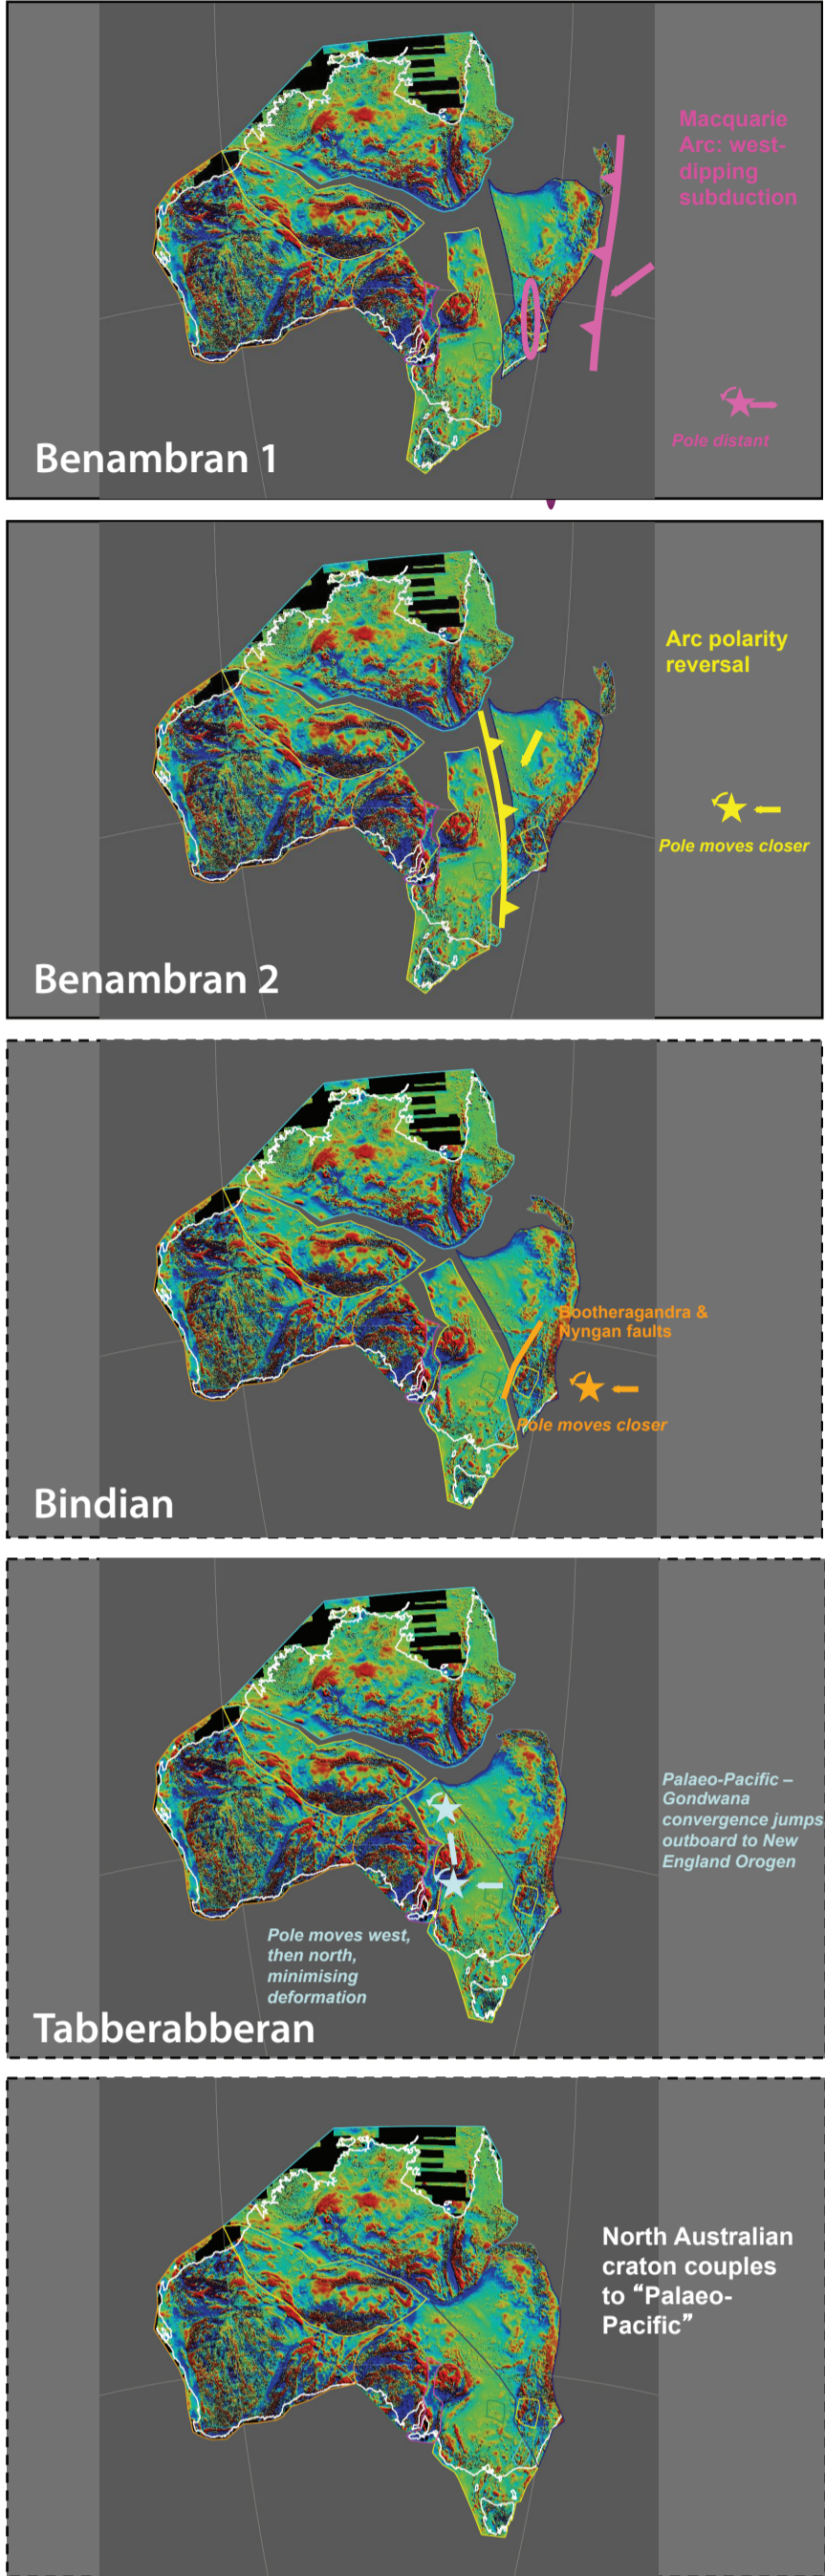 Macquarie
Arc: west-
dipping
subduction
Pole distant
Benambran 1
Arc polarity
reversal
Pole moves closer
Benambran 2
Bootheragandra &
Nyngan faults
Pole moves closer
Bindian
Palaeo-Pacific –
Gondwana
convergence jumps
outboard to New
England Orogen
Pole moves west,
then north,
minimising
deformation
Tabberabberan
North Australian
craton couples
to “Palaeo-
Pacific”